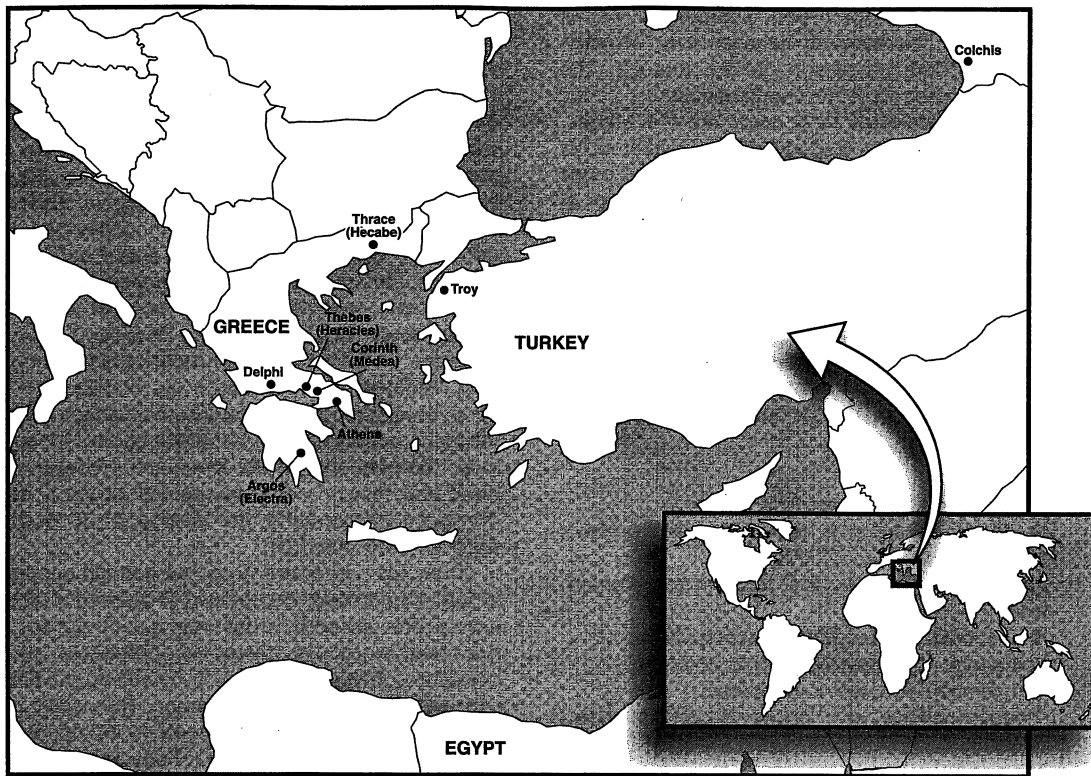 Colchis
Thrace
(Hecabe)
Troy
Thebes
(Heracles)
GREECE
TURKEY
Corinth
(Medea)
Delphi
Athens
Argos
(Electra)
EGYPT